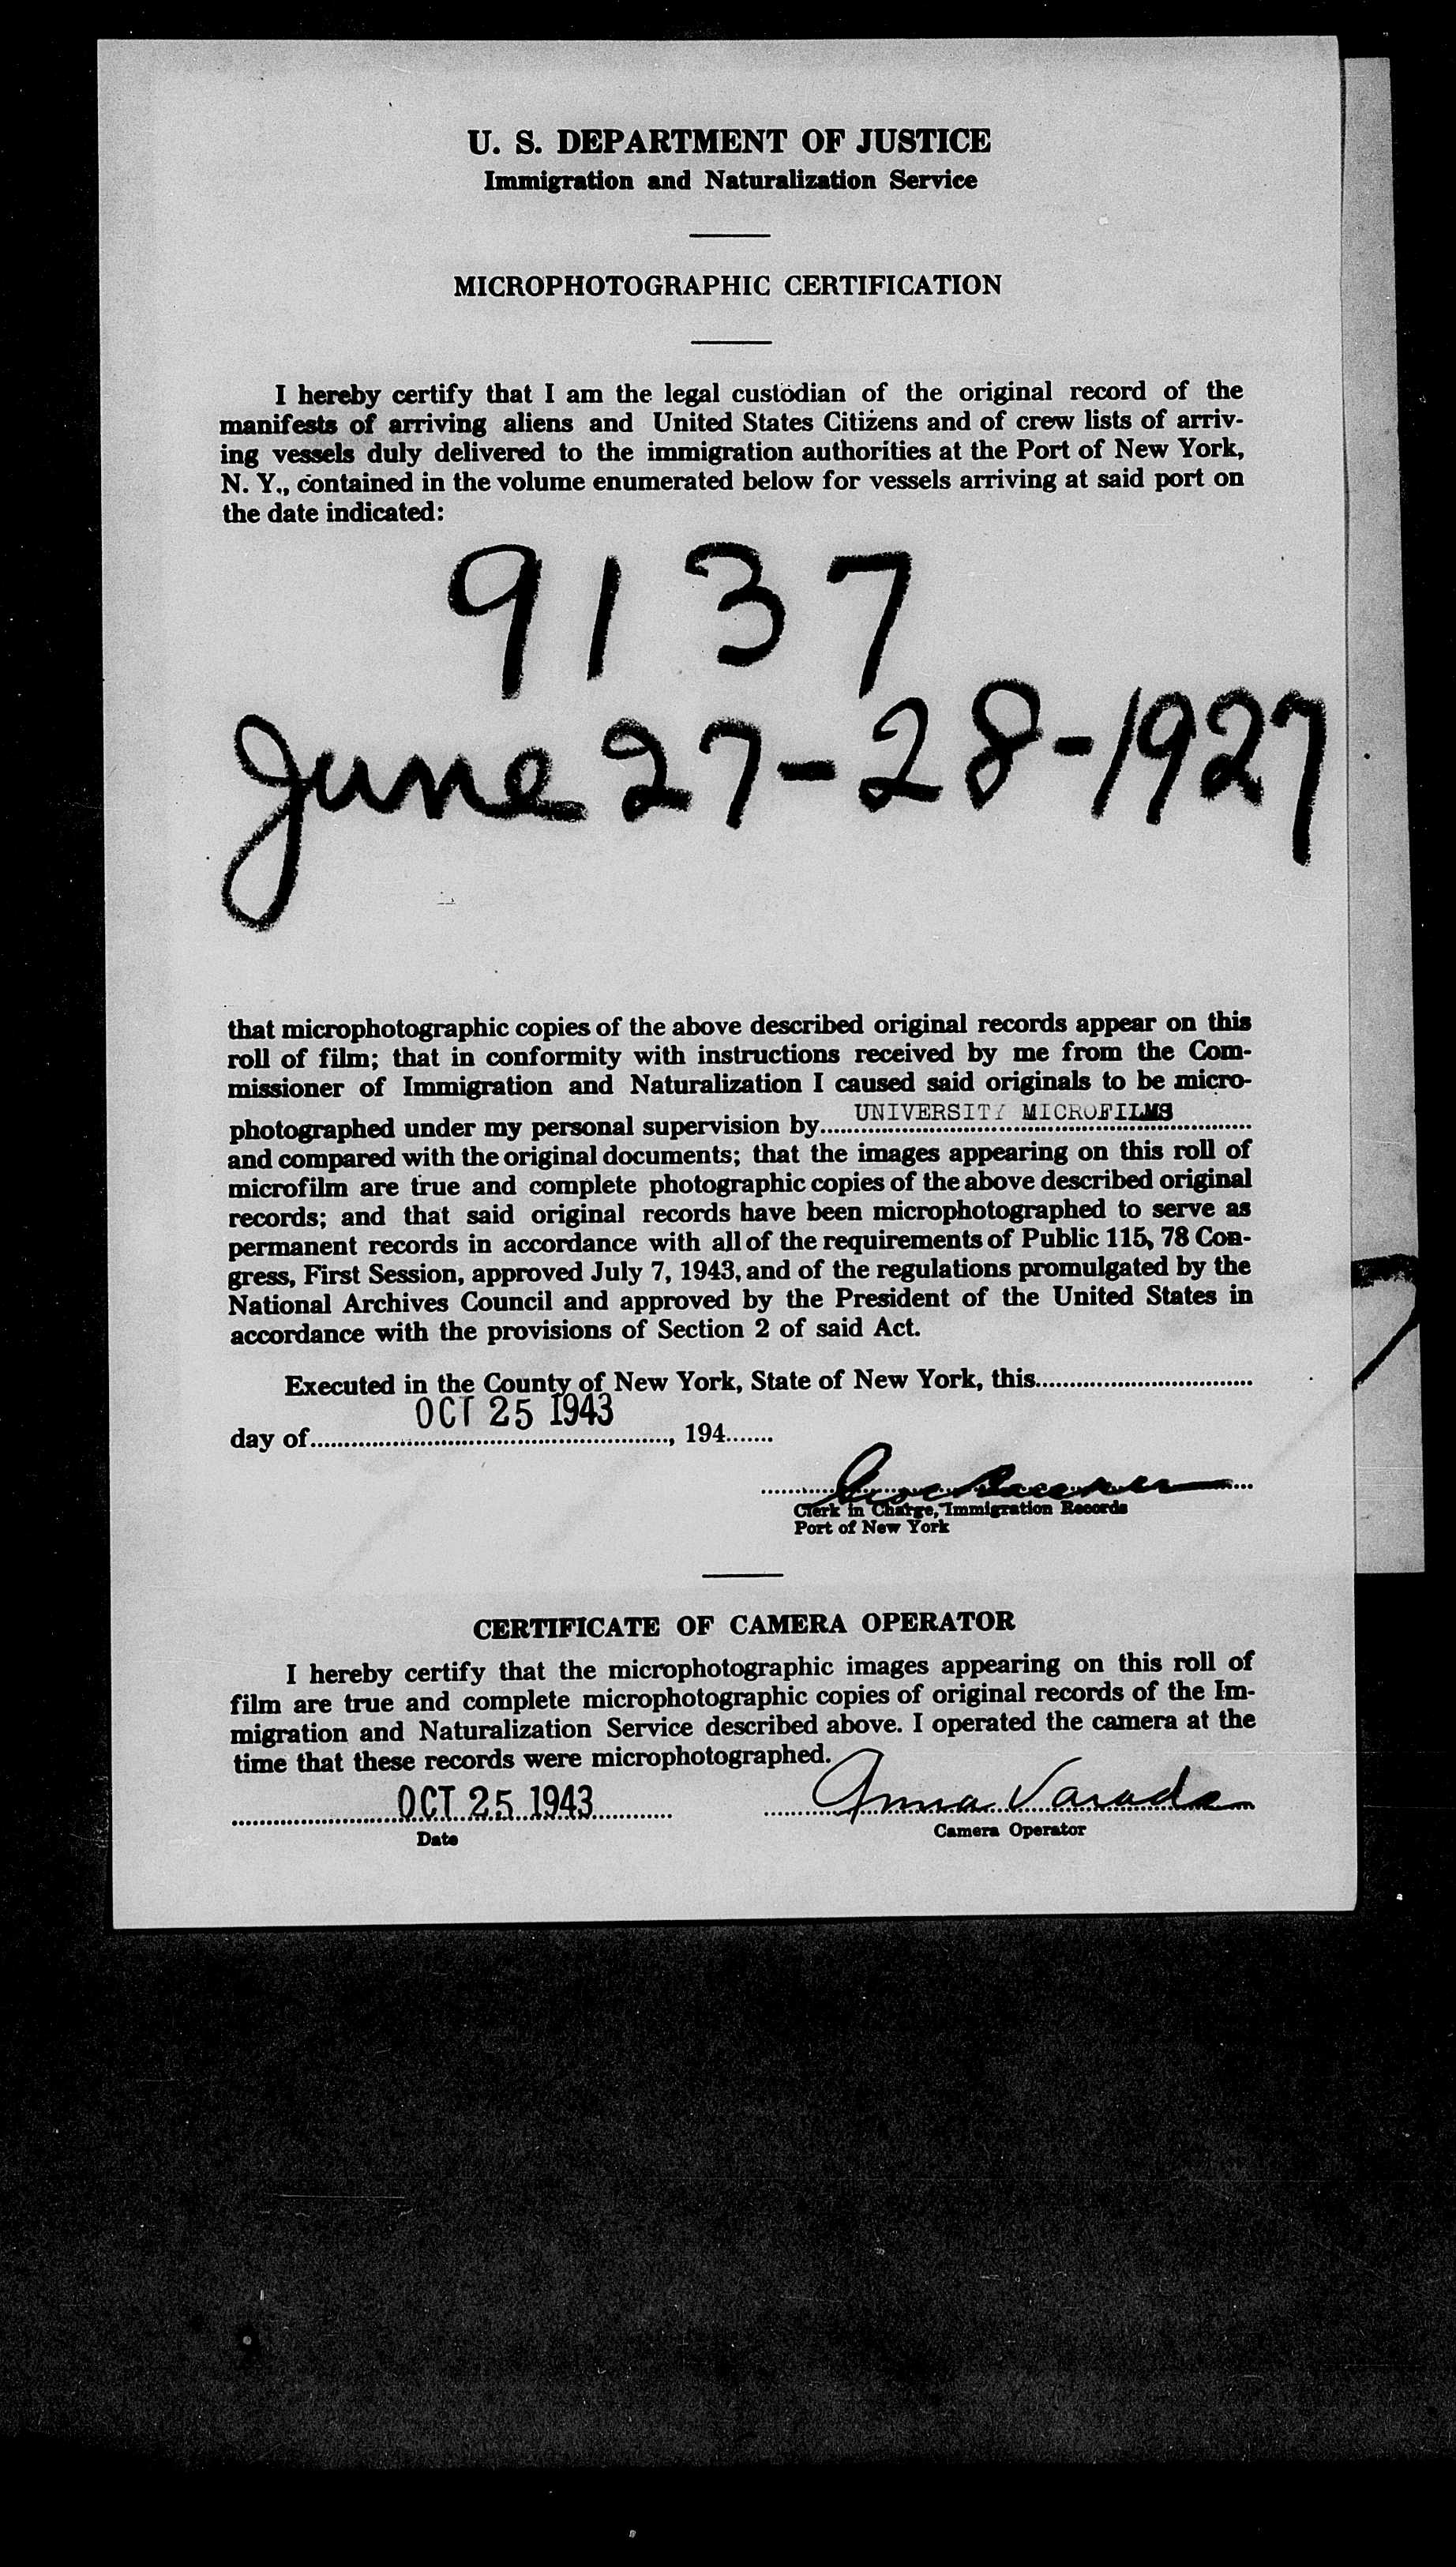 U. S. DEPARTMENT OF JUSTICE
Immigration and Naturalization Service
MICROPHOTOGRAPHIC CERTIFICATION
I hereby certify that I am the legal custodian of the original record of the
manifests of arriving aliens and United States Citizens and of crew lists of arriv-
ing vessels duly delivered to the immigration authorities at the Port of New York,
N. Y., contained in the volume enumerated below for vessels arriving at said port on
the date indicated:
9137
June 27-28-1927
that microphotographic copies of the above described original records appear on this
roll of film; that in conformity with instructions received by me from the Com-
missioner of Immigration and Naturalization I caused said originals to be micro-
photographed under my personal supervision by UNIVERSITY MICROFILMS
and compared with the original documents; that the images appearing on this roll of
microfilm are true and complete photographic copies of the above described original
records; and that said original records have been microphotographed to serve as
permanent records in accordance with all of the requirements of Public 115, 78 Con-
gress, First Session, approved July 7, 1943, and of the regulations promulgated by the
National Archives Council and approved by the President of the United States in
accordance with the provisions of Section 2 of said Act.
Executed in the County of New York, State of New York, this
day of OCT 25 1943, 194
Clerk in Charge, Immigration Records
Port of New York
CERTIFICATE OF CAMERA OPERATOR
I hereby certify that the microphotographic images appearing on this roll of
film are true and complete microphotographic copies of original records of the Im-
migration and Naturalization Service described above. I operated the camera at the
time that these records were microphotographed.
OCT 25 1943 Anna Varada
Date Camera Operator